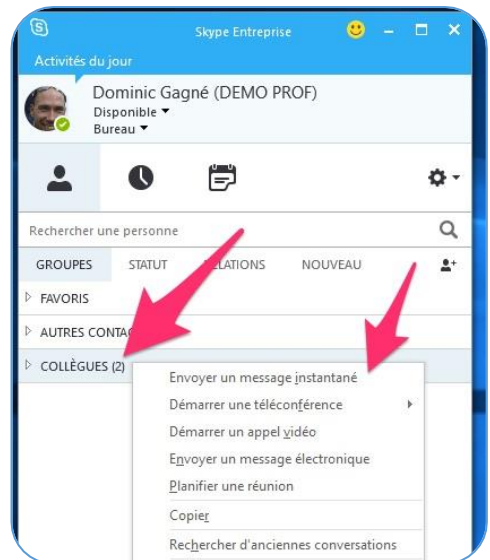 Skype Entreprise
Activités du jour
Dominic Gagné (DEMO PROF)
Disponible
Bureau
Rechercher une personne
GROUPES STATUT RELATIONS NOUVEAU
FAVORIS
AUTRES
COLLÈGUES (2)
Envoyer un message instantané
Démarrer une téléconférence
Démarrer un appel vidéo
Envoyer un message électronique
Planifier une réunion
Copier
Rechercher d'anciennes conversations